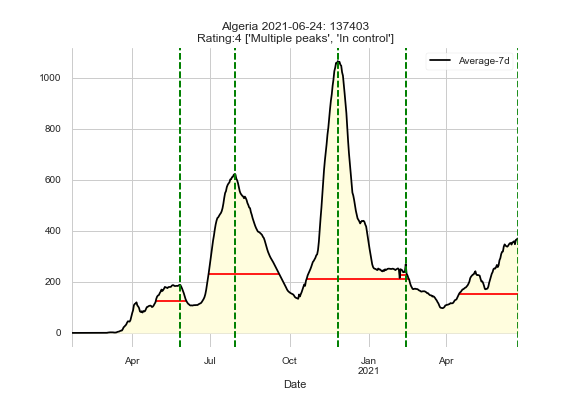 Algeria 2021-06-24: 137403
Rating:4 ['Multiple peaks', 'In control']
Average-7d
1000
800
600
400
200
0
Apr
Jul
Oct
Jan
2021
Apr
Date